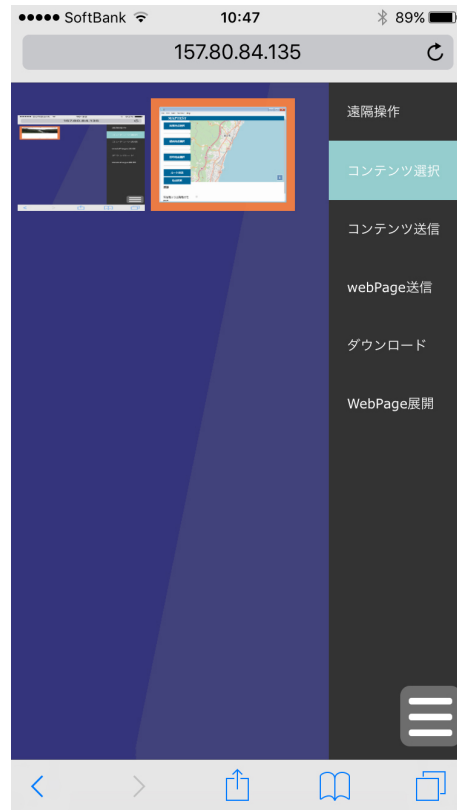 SoftBank
10:47
89%
157.80.84.135
遠隔操作
コンテンツ選択
コンテンツ送信
webPage送信
ダウンロード
WebPage展開